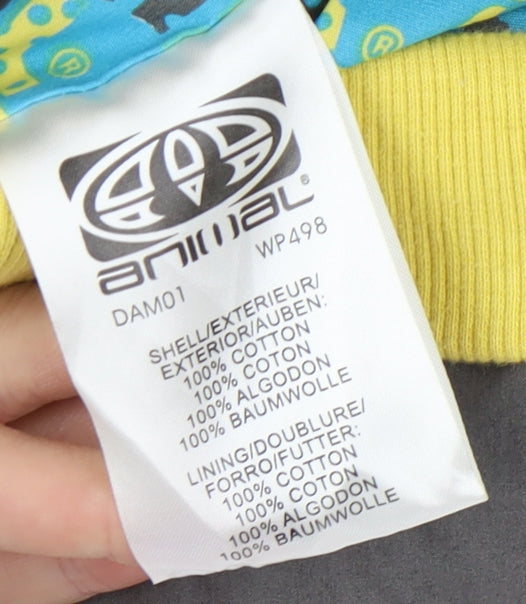 ®
®
animal®
DAM01 WP498
SHELL/EXTERIEUR/
EXTERIOR/AUBEN:
100% COTTON
100% COTON
100% ALGODON
100% BAUMWOLLE
LINING/DOUBLURE/
FORRO/FUTTER:
100% COTTON
100% COTON
100% ALGODON
100% BAUMWOLLE